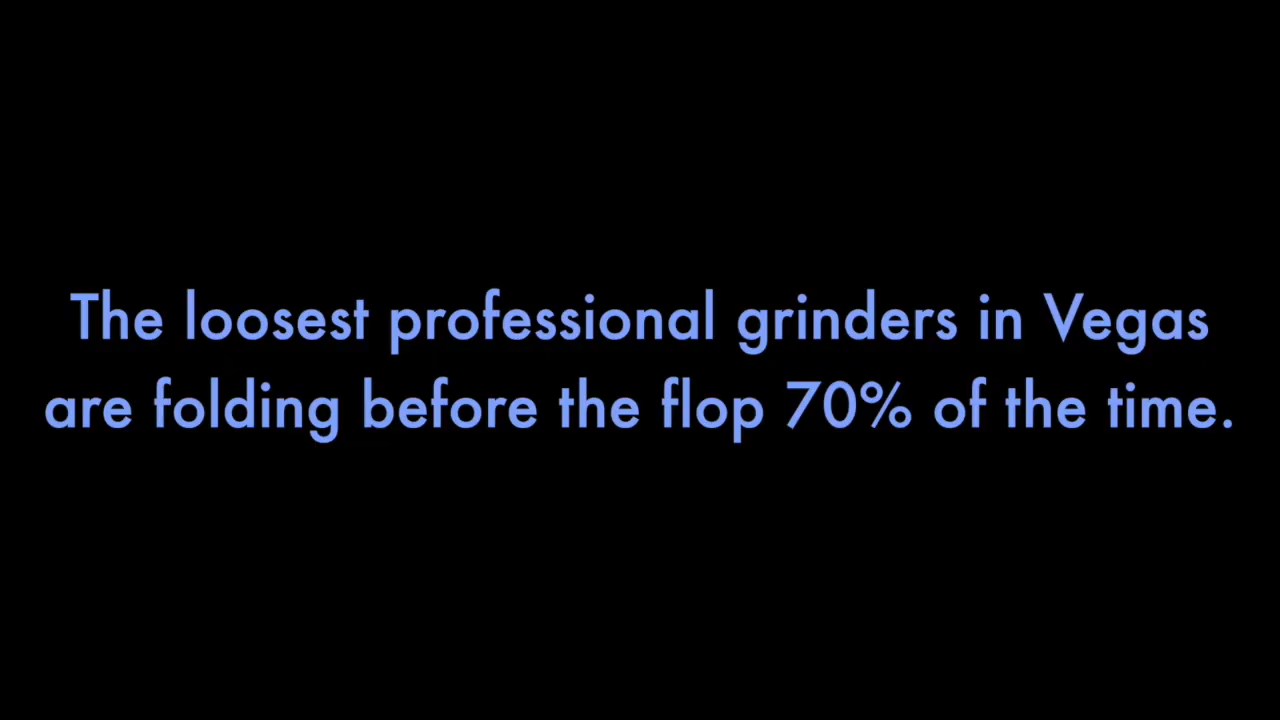 The loosest professional grinders in Vegas
are folding before the flop 70% of the time.